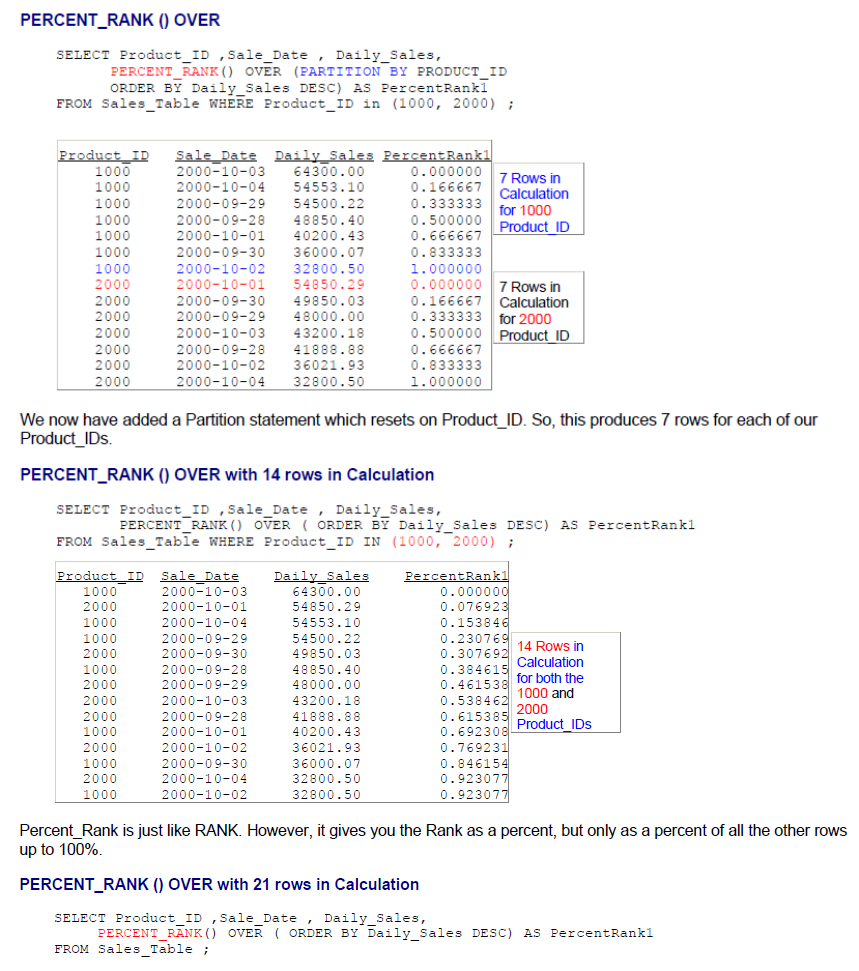 PERCENT_RANK () OVER
SELECT Product_ID ,Sale_Date , Daily_Sales,
PERCENT_RANK() OVER (PARTITION BY PRODUCT_ID
ORDER BY Daily_Sales DESC) AS PercentRank1
FROM Sales_Table WHERE Product_ID in (1000, 2000) ;
Product_ID Sale_Date Daily_Sales PercentRank1
1000 2000-10-03 64300.00 0.000000
1000 2000-10-04 54553.10 0.166667
1000 2000-09-29 54500.22 0.333333
1000 2000-09-28 48850.40 0.500000
1000 2000-10-01 40200.43 0.666667
1000 2000-09-30 36000.07 0.833333
1000 2000-10-02 32800.50 1.000000
2000 2000-10-01 54850.29 0.000000
2000 2000-09-30 49850.03 0.166667
2000 2000-09-29 48000.00 0.333333
2000 2000-10-03 43200.18 0.500000
2000 2000-09-28 41888.88 0.666667
2000 2000-10-02 36021.93 0.833333
2000 2000-10-04 32800.50 1.000000
7 Rows in
Calculation
for 1000
Product_ID
7 Rows in
Calculation
for 2000
Product_ID
We now have added a Partition statement which resets on Product_ID. So, this produces 7 rows for each of our
Product_IDs.
PERCENT_RANK () OVER with 14 rows in Calculation
SELECT Product_ID ,Sale_Date , Daily_Sales,
PERCENT_RANK() OVER ( ORDER BY Daily_Sales DESC) AS PercentRank1
FROM Sales_Table WHERE Product_ID IN (1000, 2000) ;
Product_ID Sale_Date Daily_Sales PercentRank1
1000 2000-10-03 64300.00 0.000000
2000 2000-10-01 54850.29 0.076923
1000 2000-10-04 54553.10 0.153846
1000 2000-09-29 54500.22 0.230769
2000 2000-09-30 49850.03 0.307692
1000 2000-09-28 48850.40 0.384615
2000 2000-09-29 48000.00 0.461538
2000 2000-10-03 43200.18 0.538462
2000 2000-09-28 41888.88 0.615385
1000 2000-10-01 40200.43 0.692308
2000 2000-10-02 36021.93 0.769231
1000 2000-09-30 36000.07 0.846154
2000 2000-10-04 32800.50 0.923077
1000 2000-10-02 32800.50 0.923077
14 Rows in
Calculation
for both the
1000 and
2000
Product_IDs
Percent_Rank is just like RANK. However, it gives you the Rank as a percent, but only as a percent of all the other rows
up to 100%.
PERCENT_RANK () OVER with 21 rows in Calculation
SELECT Product_ID ,Sale_Date , Daily_Sales,
PERCENT_RANK() OVER ( ORDER BY Daily_Sales DESC) AS PercentRank1
FROM Sales_Table ;